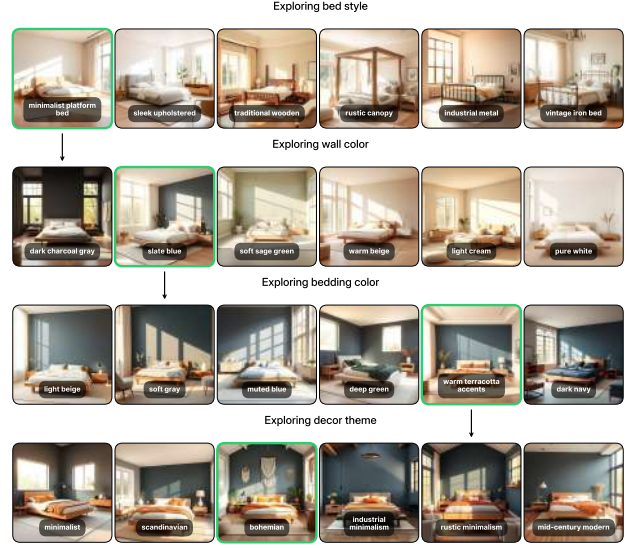 Exploring bed style
minimalist platform
bed
sleek upholstered
traditional wooden
rustic canopy
industrial metal
vintage iron bed
Exploring wall color
dark charcoal gray
slate blue
soft sage green
warm beige
light cream
pure white
Exploring bedding color
light beige
soft gray
muted blue
deep green
warm terracotta
accents
dark navy
Exploring decor theme
minimalist
scandinavian
bohemian
industrial
minimalism
rustic minimalism
mid-century modern